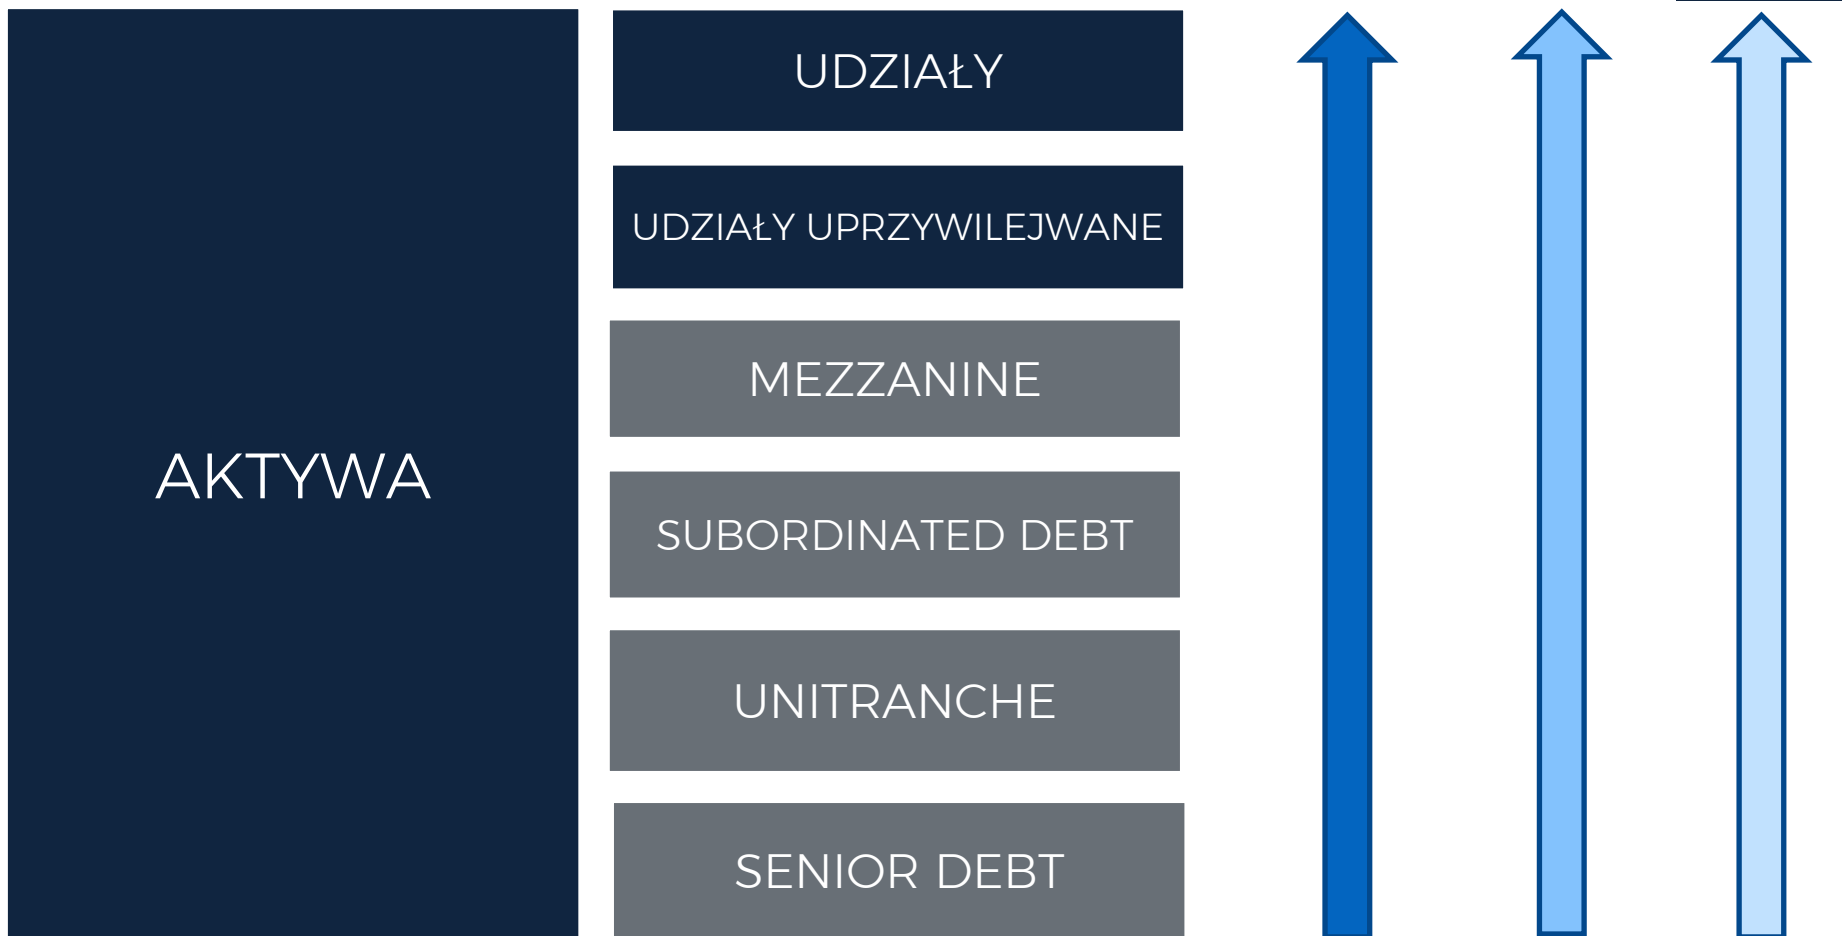 AKTYWA
UDZIAŁY
UDZIAŁY UPRZYWILEJWANE
MEZZANINE
SUBORDINATED DEBT
UNITRANCHE
SENIOR DEBT